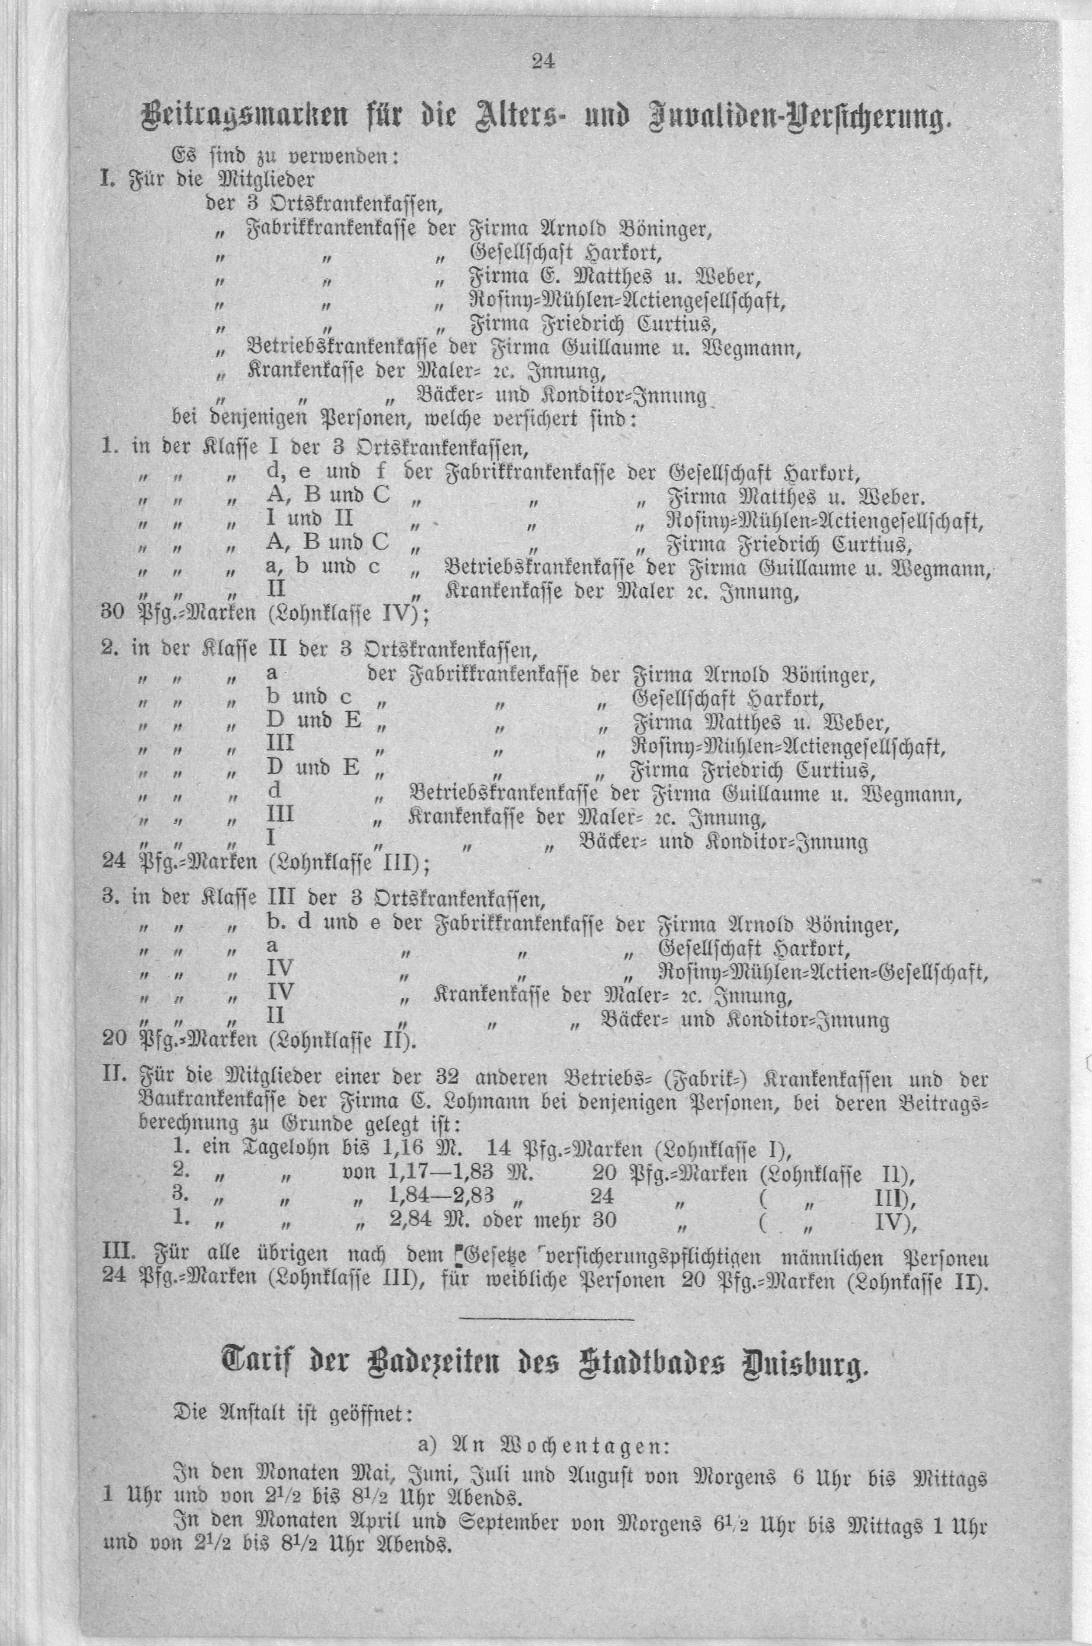 24
Beitragsmarken für die Alters- und Invaliden-Versicherung.
Es sind zu verwenden:
I. Für die Mitglieder
der 3 Ortskrankenkassen,
„ Fabrikkrankenkasse der Firma Arnold Böninger,
„ „ „ Gesellschaft Harkort,
„ „ „ Firma E. Matthes u. Weber,
„ „ „ Rosiny-Mühlen-Actiengesellschaft,
„ „ „ Firma Friedrich Curtius,
„ Betriebskrankenkasse der Firma Guillaume u. Wegmann,
„ Krankenkasse der Maler- ꝛc. Innung,
„ „ „ Bäcker- und Konditor-Innung
bei denjenigen Personen, welche versichert sind:
1. in der Klasse I der 3 Ortskrankenkassen,
„ „ „ d, e und f der Fabrikkrankenkasse der Gesellschaft Harkort,
„ „ „ A, B und C „ „ „ Firma Matthes u. Weber.
„ „ „ I und II „ „ „ Rosiny-Mühlen-Actiengesellschaft,
„ „ „ A, B und C „ „ „ Firma Friedrich Curtius,
„ „ „ a, b und c „ Betriebskrankenkasse der Firma Guillaume u. Wegmann,
„ „ „ II „ Krankenkasse der Maler ꝛc. Innung,
30 Pfg.-Marken (Lohnklasse IV);
2. in der Klasse II der 3 Ortskrankenkassen,
„ „ „ a der Fabrikkrankenkasse der Firma Arnold Böninger,
„ „ „ b und c „ „ „ Gesellschaft Harkort,
„ „ „ D und E „ „ „ Firma Matthes u. Weber,
„ „ „ III „ „ „ Rosiny-Mühlen-Actiengesellschaft,
„ „ „ D und E „ „ „ Firma Friedrich Curtius,
„ „ „ d „ Betriebskrankenkasse der Firma Guillaume u. Wegmann,
„ „ „ III „ Krankenkasse der Maler- ꝛc. Innung,
„ „ „ I „ „ „ Bäcker- und Konditor-Innung
24 Pfg.-Marken (Lohnklasse III);
3. in der Klasse III der 3 Ortskrankenkassen,
„ „ „ b. d und e der Fabrikkrankenkasse der Firma Arnold Böninger,
„ „ „ a „ „ „ Gesellschaft Harkort,
„ „ „ IV „ „ „ Rosiny-Mühlen-Actien-Gesellschaft,
„ „ „ IV „ Krankenkasse der Maler- ꝛc. Innung,
„ „ „ II „ „ „ Bäcker- und Konditor-Innung
20 Pfg.-Marken (Lohnklasse II).
II. Für die Mitglieder einer der 32 anderen Betriebs- (Fabrik-) Krankenkassen und der
Baukrankenkasse der Firma C. Lohmann bei denjenigen Personen, bei deren Beitrags-
berechnung zu Grunde gelegt ist:
1. ein Tagelohn bis 1,16 M. 14 Pfg.-Marken (Lohnklasse I),
2. „ „ von 1,17—1,83 M. 20 Pfg.-Marken (Lohnklasse II),
3. „ „ „ 1,84—2,83 „ 24 „ ( „ III),
1. „ „ „ 2,84 M. oder mehr 30 „ ( „ IV),
III. Für alle übrigen nach dem Gesetze versicherungspflichtigen männlichen Personeu
24 Pfg.-Marken (Lohnklasse III), für weibliche Personen 20 Pfg.-Marken (Lohnkasse II).
Tarif der Badezeiten des Stadtbades Duisburg.
Die Anstalt ist geöffnet:
a) An Wochentagen:
In den Monaten Mai, Juni, Juli und August von Morgens 6 Uhr bis Mittags
1 Uhr und von 2 1/2 bis 8 1/2 Uhr Abends.
In den Monaten April und September von Morgens 6 1/2 Uhr bis Mittags 1 Uhr
und von 2 1/2 bis 8 1/2 Uhr Abends.